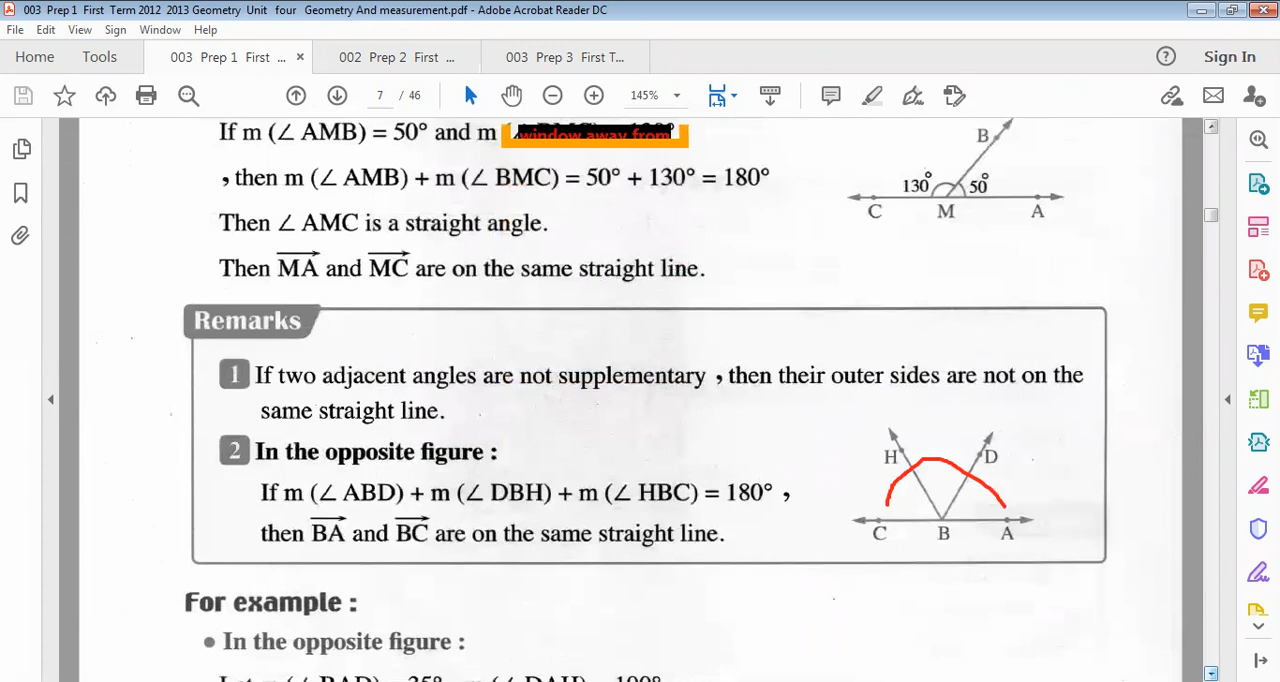 003 Prep 1 First Term 2012 2013 Geometry Unit four Geometry And measurement.pdf - Adobe Acrobat Reader DC
File Edit View Sign Window Help
Home Tools 003 Prep 1 First ... × 002 Prep 2 First ... 003 Prep 3 First T... Sign In
7 / 46 145%
If m (∠ AMB) = 50° and m
window away from
, then m (∠ AMB) + m (∠ BMC) = 50° + 130° = 180°
Then ∠ AMC is a straight angle.
Then MA and MC are on the same straight line.
B
130° 50°
C M A
Remarks
1 If two adjacent angles are not supplementary , then their outer sides are not on the
same straight line.
2 In the opposite figure :
If m (∠ ABD) + m (∠ DBH) + m (∠ HBC) = 180° ,
then BA and BC are on the same straight line.
H D
C B A
For example :
• In the opposite figure :